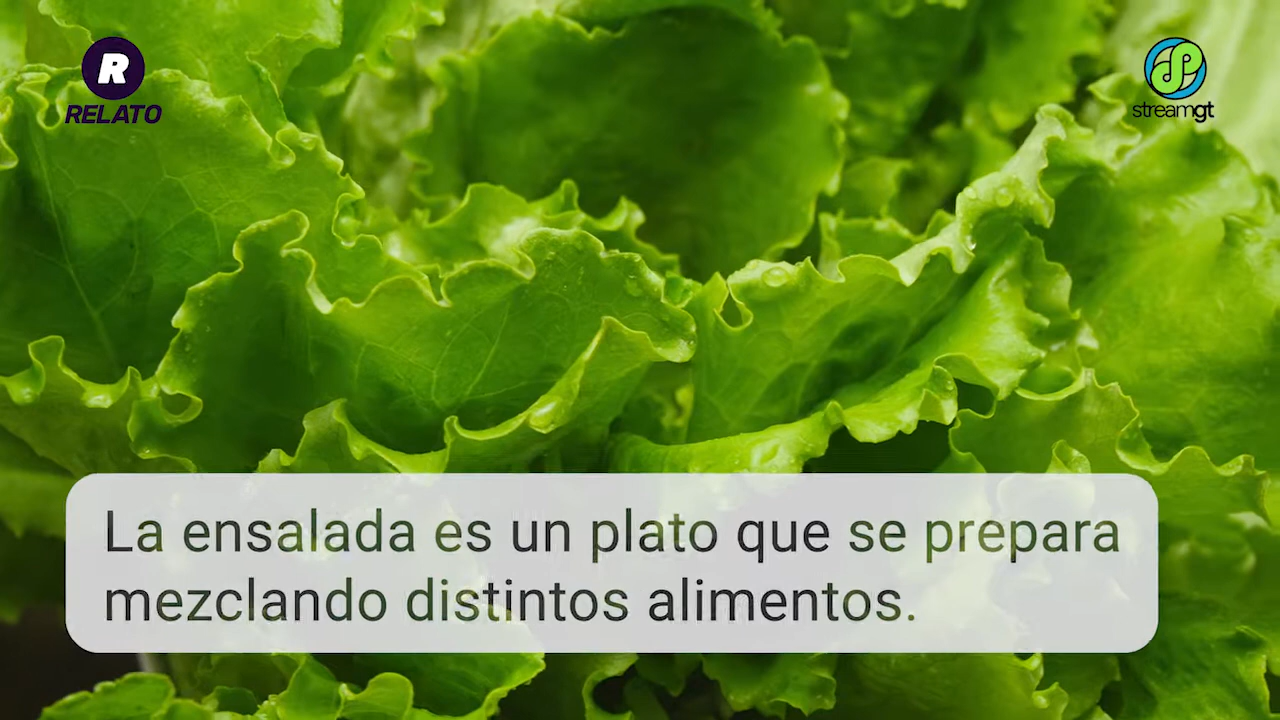 R
RELATO
streamgt
La ensalada es un plato que se prepara
mezclando distintos alimentos.